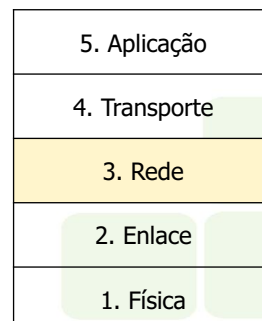 5. Aplicação
4. Transporte
3. Rede
2. Enlace
1. Física